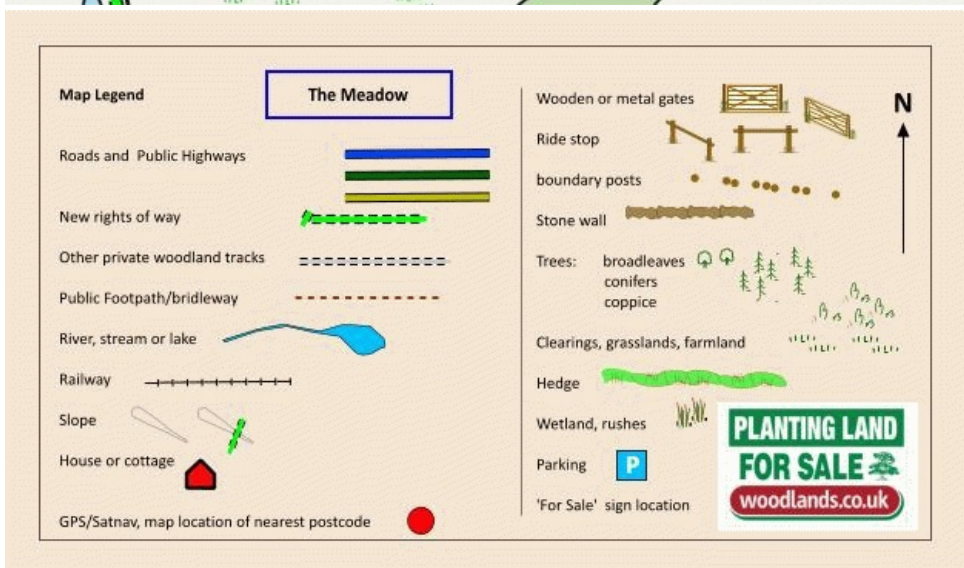 Map Legend
The Meadow
Roads and  Public Highways
New rights of way
Other private woodland tracks
Public Footpath/bridleway
River, stream or lake
Railway
Slope
House or cottage
GPS/Satnav, map location of nearest postcode
Wooden or metal gates
Ride stop
boundary posts
Stone wall
Trees: broadleaves
conifers
coppice
Clearings, grasslands, farmland
Hedge
Wetland, rushes
Parking
P
'For Sale'  sign location
N
PLANTING LAND
FOR SALE
woodlands.co.uk